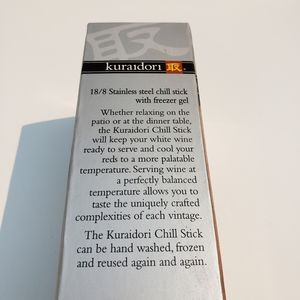 取
kuraidori 取.
18/8 Stainless steel chill stick
with freezer gel
Whether relaxing on the
patio or at the dinner table,
the Kuraidori Chill Stick
will keep your white wine
ready to serve and cool your
reds to a more palatable
temperature. Serving wine at
a perfectly balanced
temperature allows you to
taste the uniquely crafted
complexities of each vintage.
The Kuraidori Chill Stick
can be hand washed, frozen
and reused again and again.